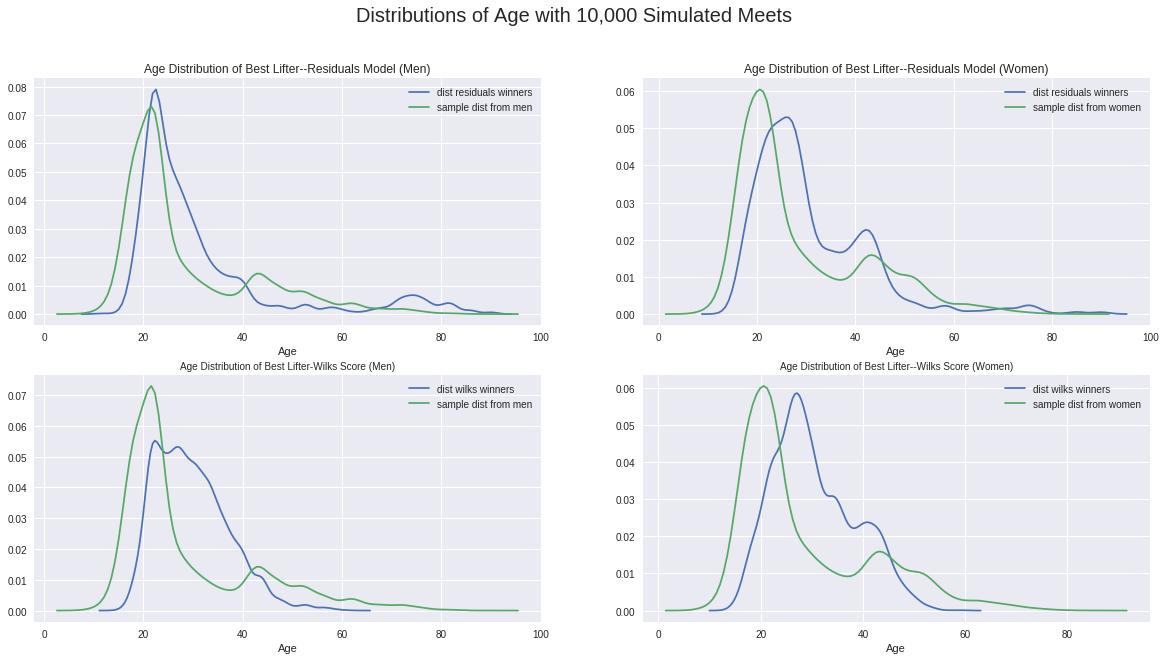 Distributions of Age with 10,000 Simulated Meets
Age Distribution of Best Lifter--Residuals Model (Men)
dist residuals winners
sample dist from men
0.08
0.07
0.06
0.05
0.04
0.03
0.02
0.01
0.00
0 20 40 60 80 100
Age
Age Distribution of Best Lifter--Residuals Model (Women)
dist residuals winners
sample dist from women
0.06
0.05
0.04
0.03
0.02
0.01
0.00
0 20 40 60 80 100
Age
Age Distribution of Best Lifter-Wilks Score (Men)
dist wilks winners
sample dist from men
0.07
0.06
0.05
0.04
0.03
0.02
0.01
0.00
0 20 40 60 80 100
Age
Age Distribution of Best Lifter--Wilks Score (Women)
dist wilks winners
sample dist from women
0.06
0.05
0.04
0.03
0.02
0.01
0.00
0 20 40 60 80
Age